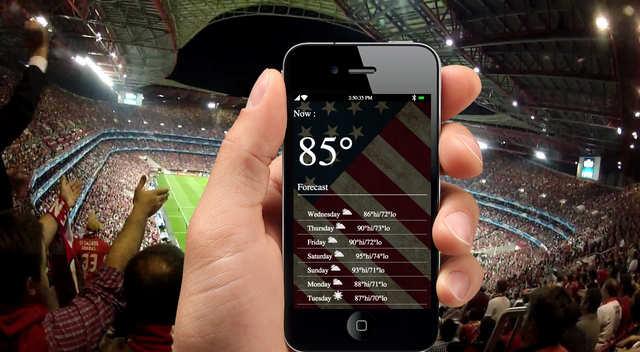 2:50:35 PM
Now :
85°
Forecast
Wednesday 86°hi/72°lo
Thursday 90°hi/73°lo
Friday 90°hi/72°lo
Saturday 95°hi/74°lo
Sunday 93°hi/71°lo
Monday 88°hi/71°lo
Tuesday 87°hi/70°lo
33